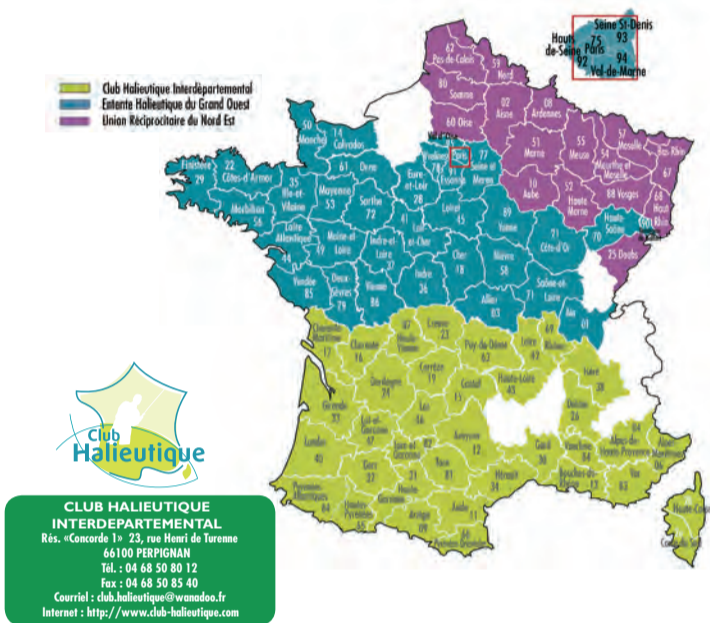 Seine St-Denis
93
Hauts
de-Seine
75
Paris
92
94
Val-de-Marne
Club Halieutique Interdépartemental
Entente Halieutique du Grand Ouest
Union Réciprocitaire du Nord Est
62
Pas-de-Calais
59
Nord
80
Somme
02
Aisne
08
Ardennes
60 Oise
51
Marne
55
Meuse
54
Meurthe et
Moselle
57
Moselle
Bas-Rhin
67
10
Aube
52
Haute
Marne
88 Vosges
68
Haut
Rhin
25 Doubs
50
Manche
14
Calvados
61
Orne
Finistère
29
22
Côtes-d'Armor
35
Ille-et-
Vilaine
Mayenne
53
Sarthe
72
Eure-
et-Loir
28
Yvelines
78
91
Essonne
77
Seine et
Marne
Morbihan
56
Loire
Atlantique
44
Maine-et
Loire
49
Indre-et
Loire
37
41
Loir
et-Cher
Loiret
45
89
Yonne
21
Côte-d'Or
Haute-
Saône
70
Vendée
85
Deux-
Sèvres
79
Vienne
86
Indre
36
Cher
18
Nièvre
58
Saône-et
Loire
71
Allier
03
Ain
01
Charente
Maritime
17
Charente
16
87
Haute-
Vienne
Creuse
23
Puy-de-Dôme
63
Loire
42
69
Rhône
Isère
38
Corrèze
19
Cantal
15
Haute-Loire
43
Dordogne
24
Gironde
33
Lot-et-
Garonne
47
Lot
46
Aveyron
12
Drôme
26
Landes
40
Gers
32
Tarn-et
Garonne
82
Tarn
81
Gard
30
Vaucluse
84
Alpes-de-
Haute-Provence
04
Alpes-
Maritimes
06
Hérault
34
Bouches-du-
Rhône
13
Var
83
Pyrénées-
Atlantiques
64
Hautes-
Pyrénées
65
Haute-
Garonne
31
Ariège
09
Aude
11
66
Pyrénées-Orientales
Haute-Corse
Corse du Sud
Club
Halieutique
CLUB HALIEUTIQUE
INTERDEPARTEMENTAL
Rés. «Concorde 1» 23, rue Henri de Turenne
66100 PERPIGNAN
Tél. : 04 68 50 80 12
Fax : 04 68 50 85 40
Courriel : club.halieutique@wanadoo.fr
Internet : http://www.club-halieutique.com